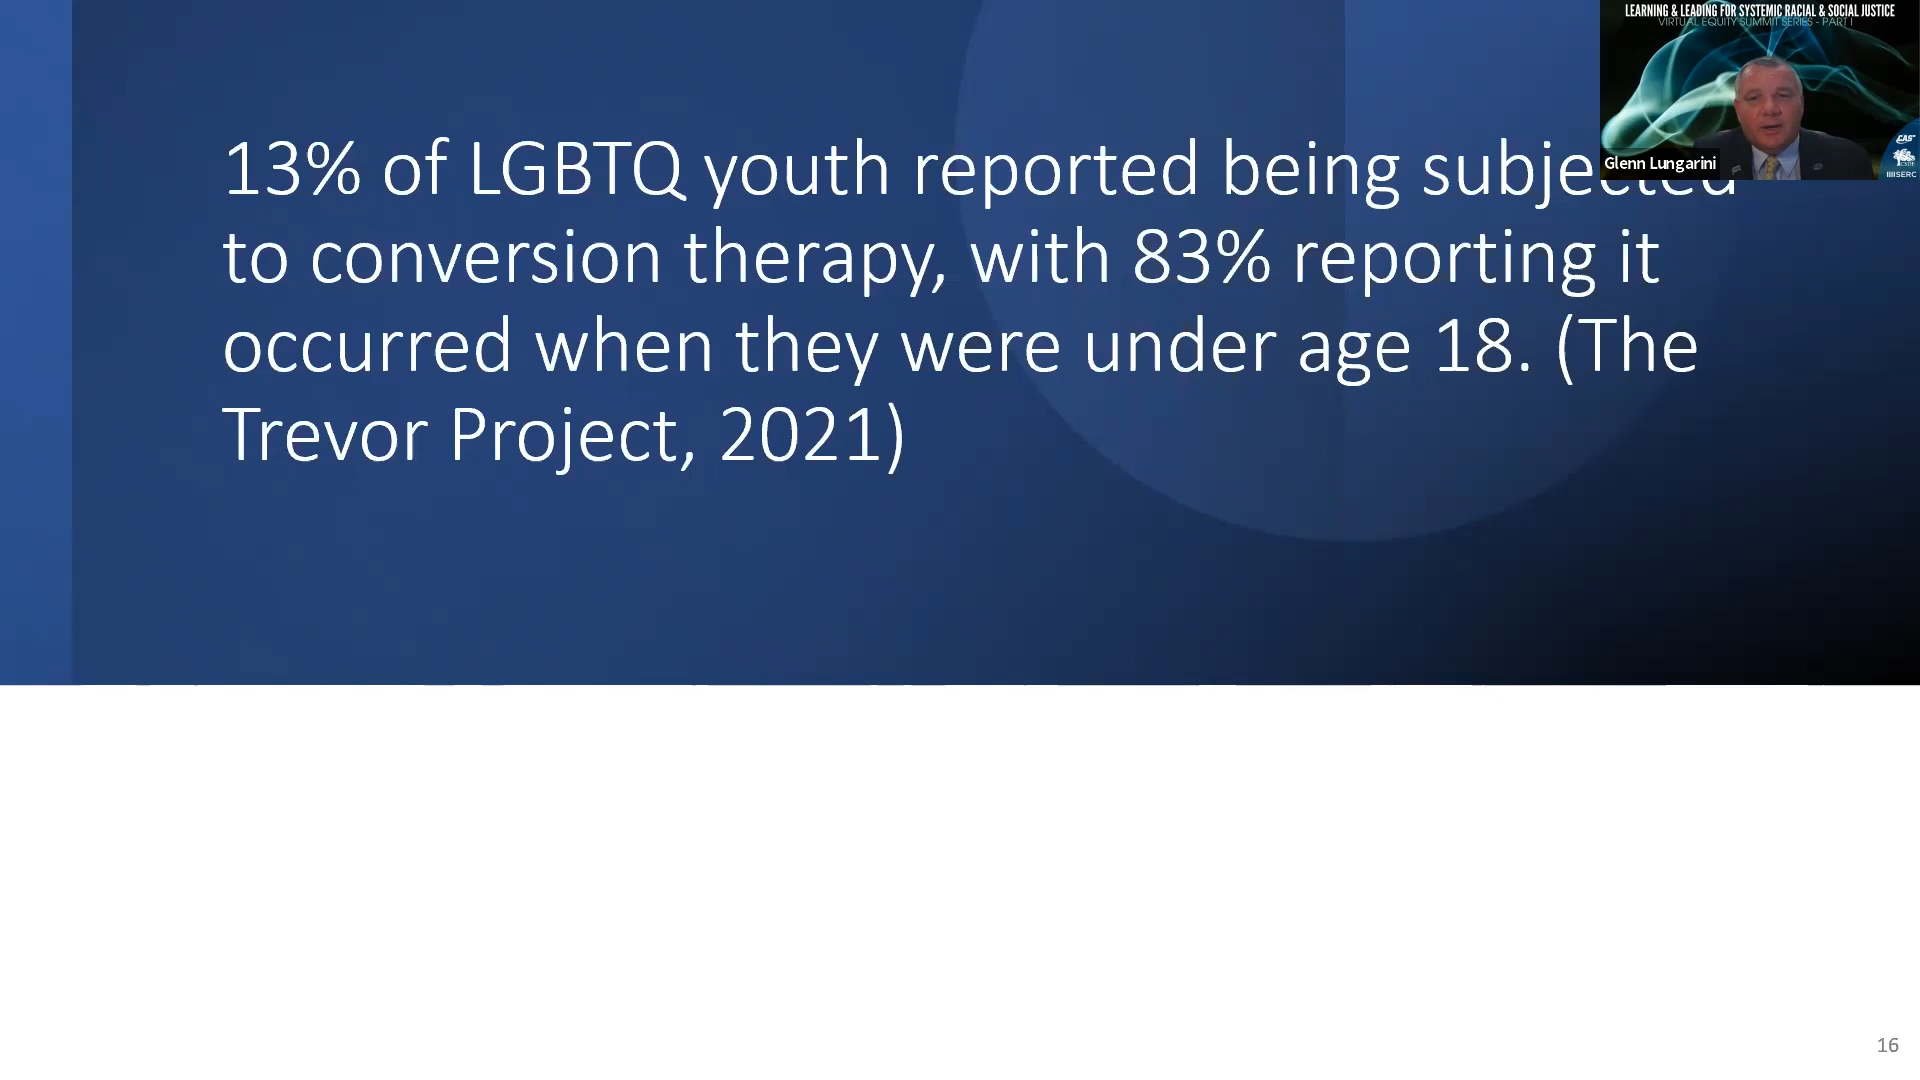 LEARNING & LEADING FOR SYSTEMIC RACIAL & SOCIAL JUSTICE
VIRTUAL EQUITY SUMMIT SERIES - PART I
13% of LGBTQ youth reported being subjected
to conversion therapy, with 83% reporting it
occurred when they were under age 18. (The
Trevor Project, 2021)
Glenn Lungarini
CAS
CSDE
SERC
16